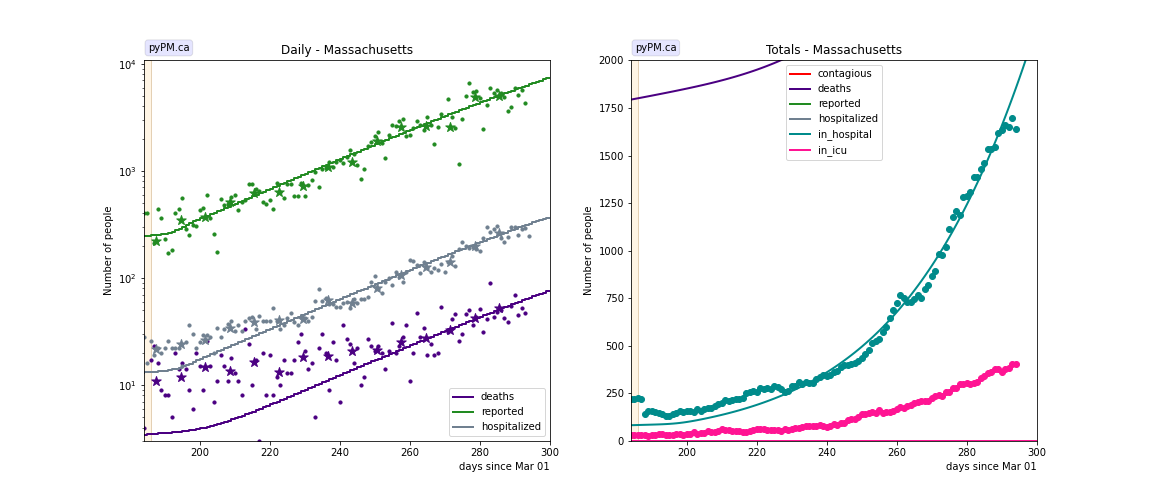 pyPM.ca
Daily - Massachusetts
Number of people
10⁴
10³
10²
10¹
200
220
240
260
280
300
days since Mar 01
deaths
reported
hospitalized
pyPM.ca
Totals - Massachusetts
Number of people
2000
1750
1500
1250
1000
750
500
250
0
200
220
240
260
280
300
days since Mar 01
contagious
deaths
reported
hospitalized
in_hospital
in_icu